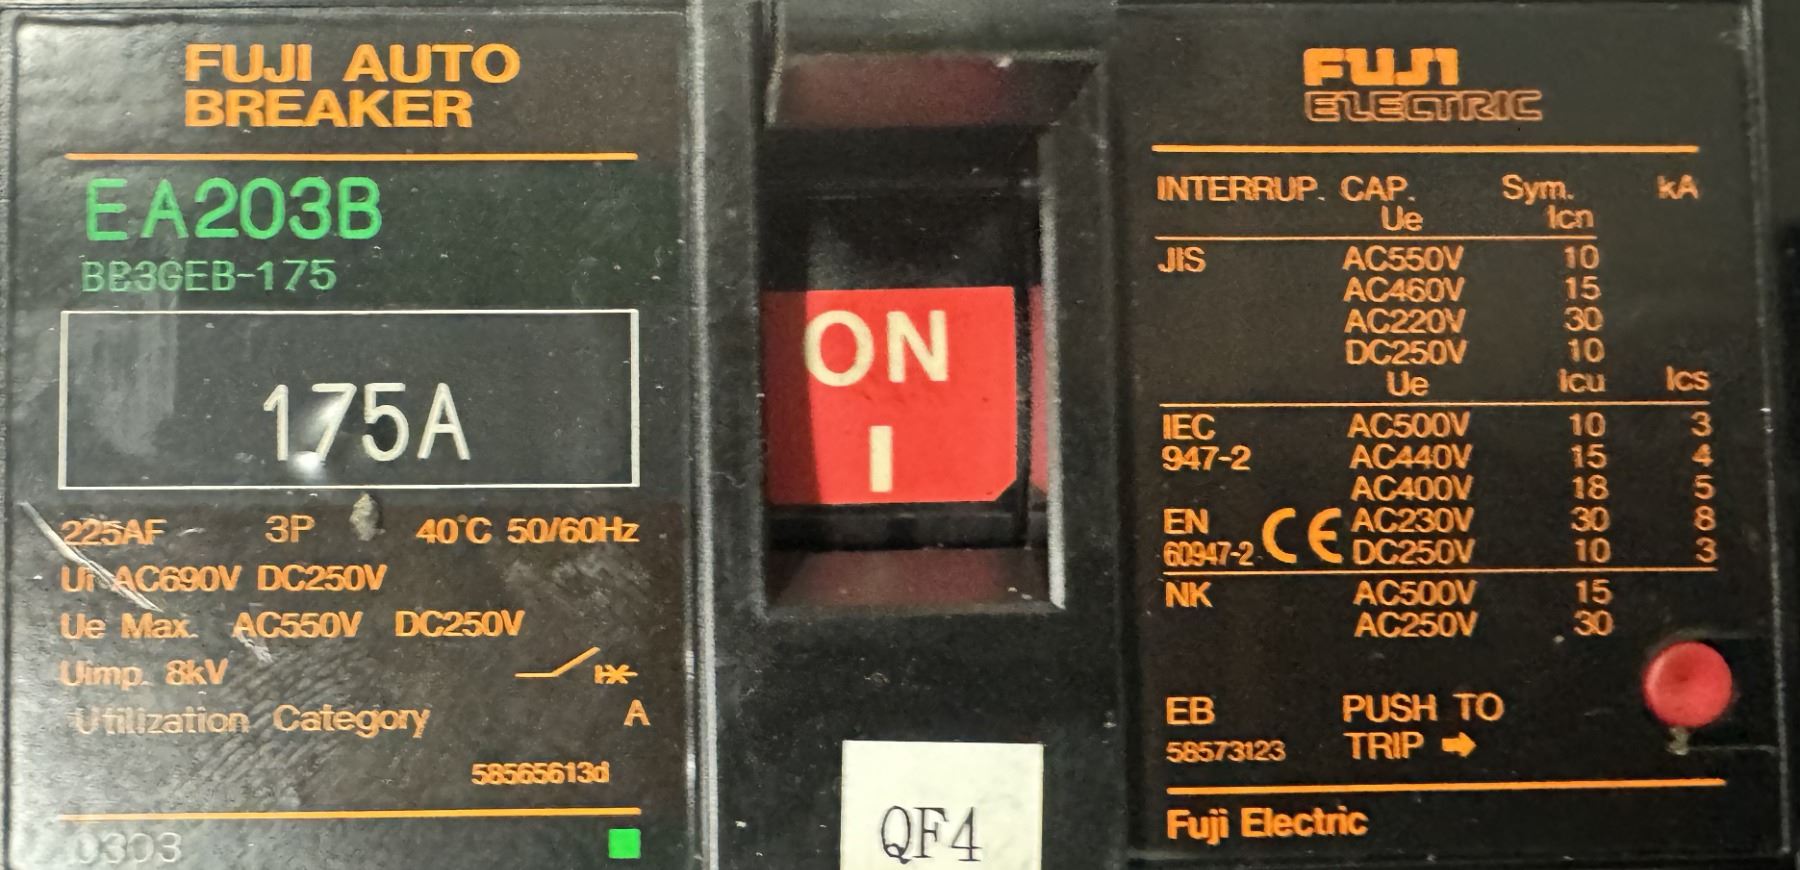 FUJI AUTO
BREAKER
EA203B
BB3GEB-175
175A
225AF 3P 40°C 50/60Hz
Ui AC690V DC250V
Ue Max. AC550V DC250V
Uimp. 8kV
Utilization Category A
58565613d
0303
ON
I
QF4
FUJI
ELECTRIC
INTERRUP. CAP. Sym. kA
Ue Icn
JIS AC550V 10
AC460V 15
AC220V 30
DC250V 10
Ue Icu Ics
IEC AC500V 10 3
947-2 AC440V 15 4
AC400V 18 5
EN CE AC230V 30 8
60947-2 DC250V 10 3
NK AC500V 15
AC250V 30
EB PUSH TO
58573123 TRIP ➡
Fuji Electric